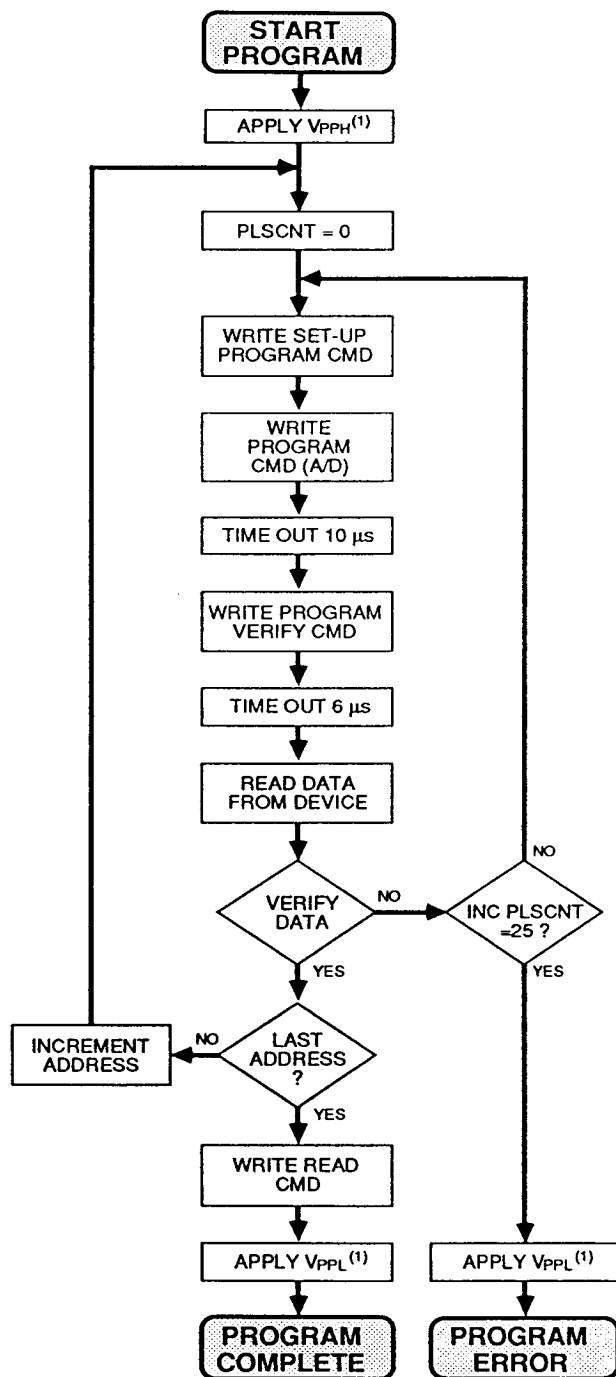 START
PROGRAM
APPLY VPPH(1)
PLSCNT = 0
WRITE SET-UP
PROGRAM CMD
WRITE
PROGRAM
CMD (A/D)
TIME OUT 10 µs
WRITE PROGRAM
VERIFY CMD
TIME OUT 6 µs
READ DATA
FROM DEVICE
NO
VERIFY
DATA
NO
INC PLSCNT
=25 ?
YES
YES
INCREMENT
ADDRESS
NO
LAST
ADDRESS
?
YES
WRITE READ
CMD
APPLY VPPL(1)
APPLY VPPL(1)
PROGRAM
COMPLETE
PROGRAM
ERROR